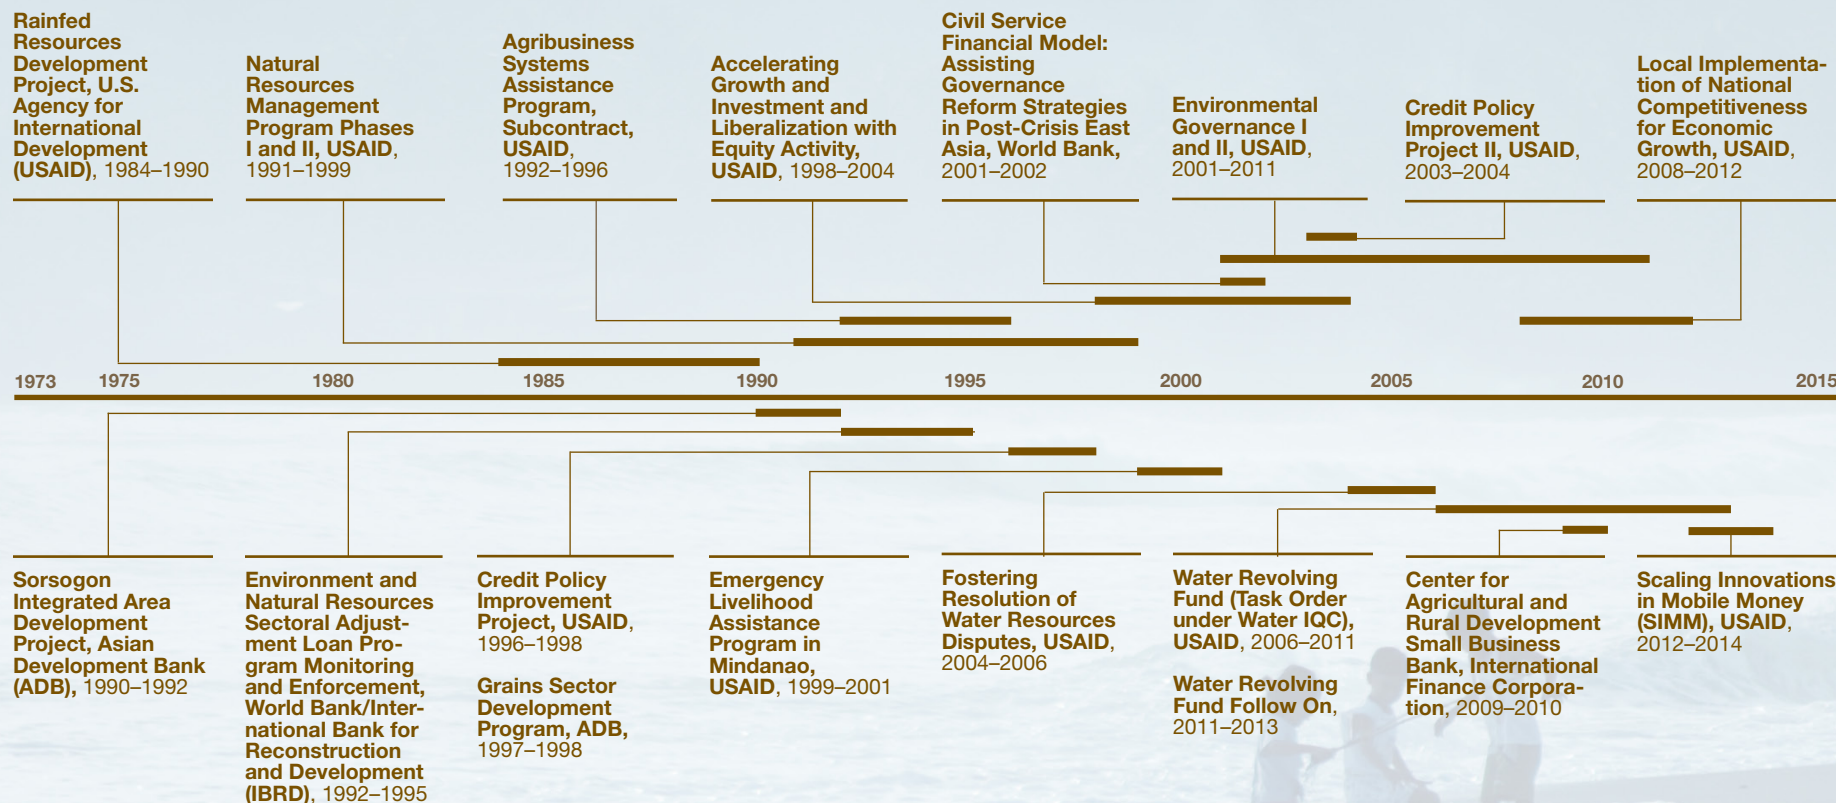 Rainfed
Resources
Development
Project, U.S.
Agency for
International
Development
(USAID), 1984–1990
Natural
Resources
Management
Program Phases
I and II, USAID,
1991–1999
Agribusiness
Systems
Assistance
Program,
Subcontract,
USAID,
1992–1996
Accelerating
Growth and
Investment and
Liberalization with
Equity Activity,
USAID, 1998–2004
Civil Service
Financial Model:
Assisting
Governance
Reform Strategies
in Post-Crisis East
Asia, World Bank,
2001–2002
Environmental
Governance I
and II, USAID,
2001–2011
Credit Policy
Improvement
Project II, USAID,
2003–2004
Local Implementa-
tion of National
Competitiveness
for Economic
Growth, USAID,
2008–2012
1973 1975 1980 1985 1990 1995 2000 2005 2010 2015
Sorsogon
Integrated Area
Development
Project, Asian
Development Bank
(ADB), 1990–1992
Environment and
Natural Resources
Sectoral Adjust-
ment Loan Pro-
gram Monitoring
and Enforcement,
World Bank/Inter-
national Bank for
Reconstruction
and Development
(IBRD), 1992–1995
Credit Policy
Improvement
Project, USAID,
1996–1998
Grains Sector
Development
Program, ADB,
1997–1998
Emergency
Livelihood
Assistance
Program in
Mindanao,
USAID, 1999–2001
Fostering
Resolution of
Water Resources
Disputes, USAID,
2004–2006
Water Revolving
Fund (Task Order
under Water IQC),
USAID, 2006–2011
Water Revolving
Fund Follow On,
2011–2013
Center for
Agricultural and
Rural Development
Small Business
Bank, International
Finance Corpora-
tion, 2009–2010
Scaling Innovations
in Mobile Money
(SIMM), USAID,
2012–2014